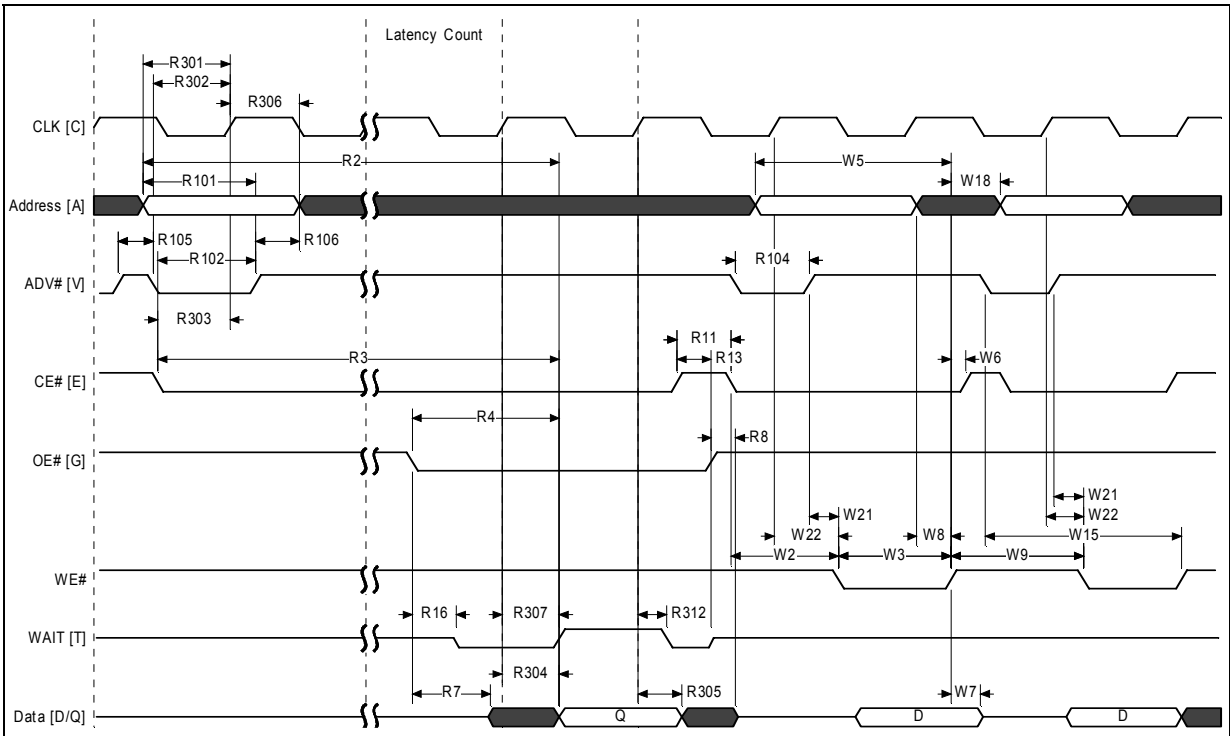 Latency Count
R301
R302
R306
CLK [C]
R2
W5
R101
W18
Address [A]
R105
R102
R106
R104
ADV# [V]
R303
R11
R3
R13
W6
CE# [E]
R4
R8
OE# [G]
W21
W21
W22
W22
W8
W15
W2
W3
W9
WE#
R16
R307
R312
WAIT [T]
R304
R7
R305
W7
Data [D/Q]
Q
D
D